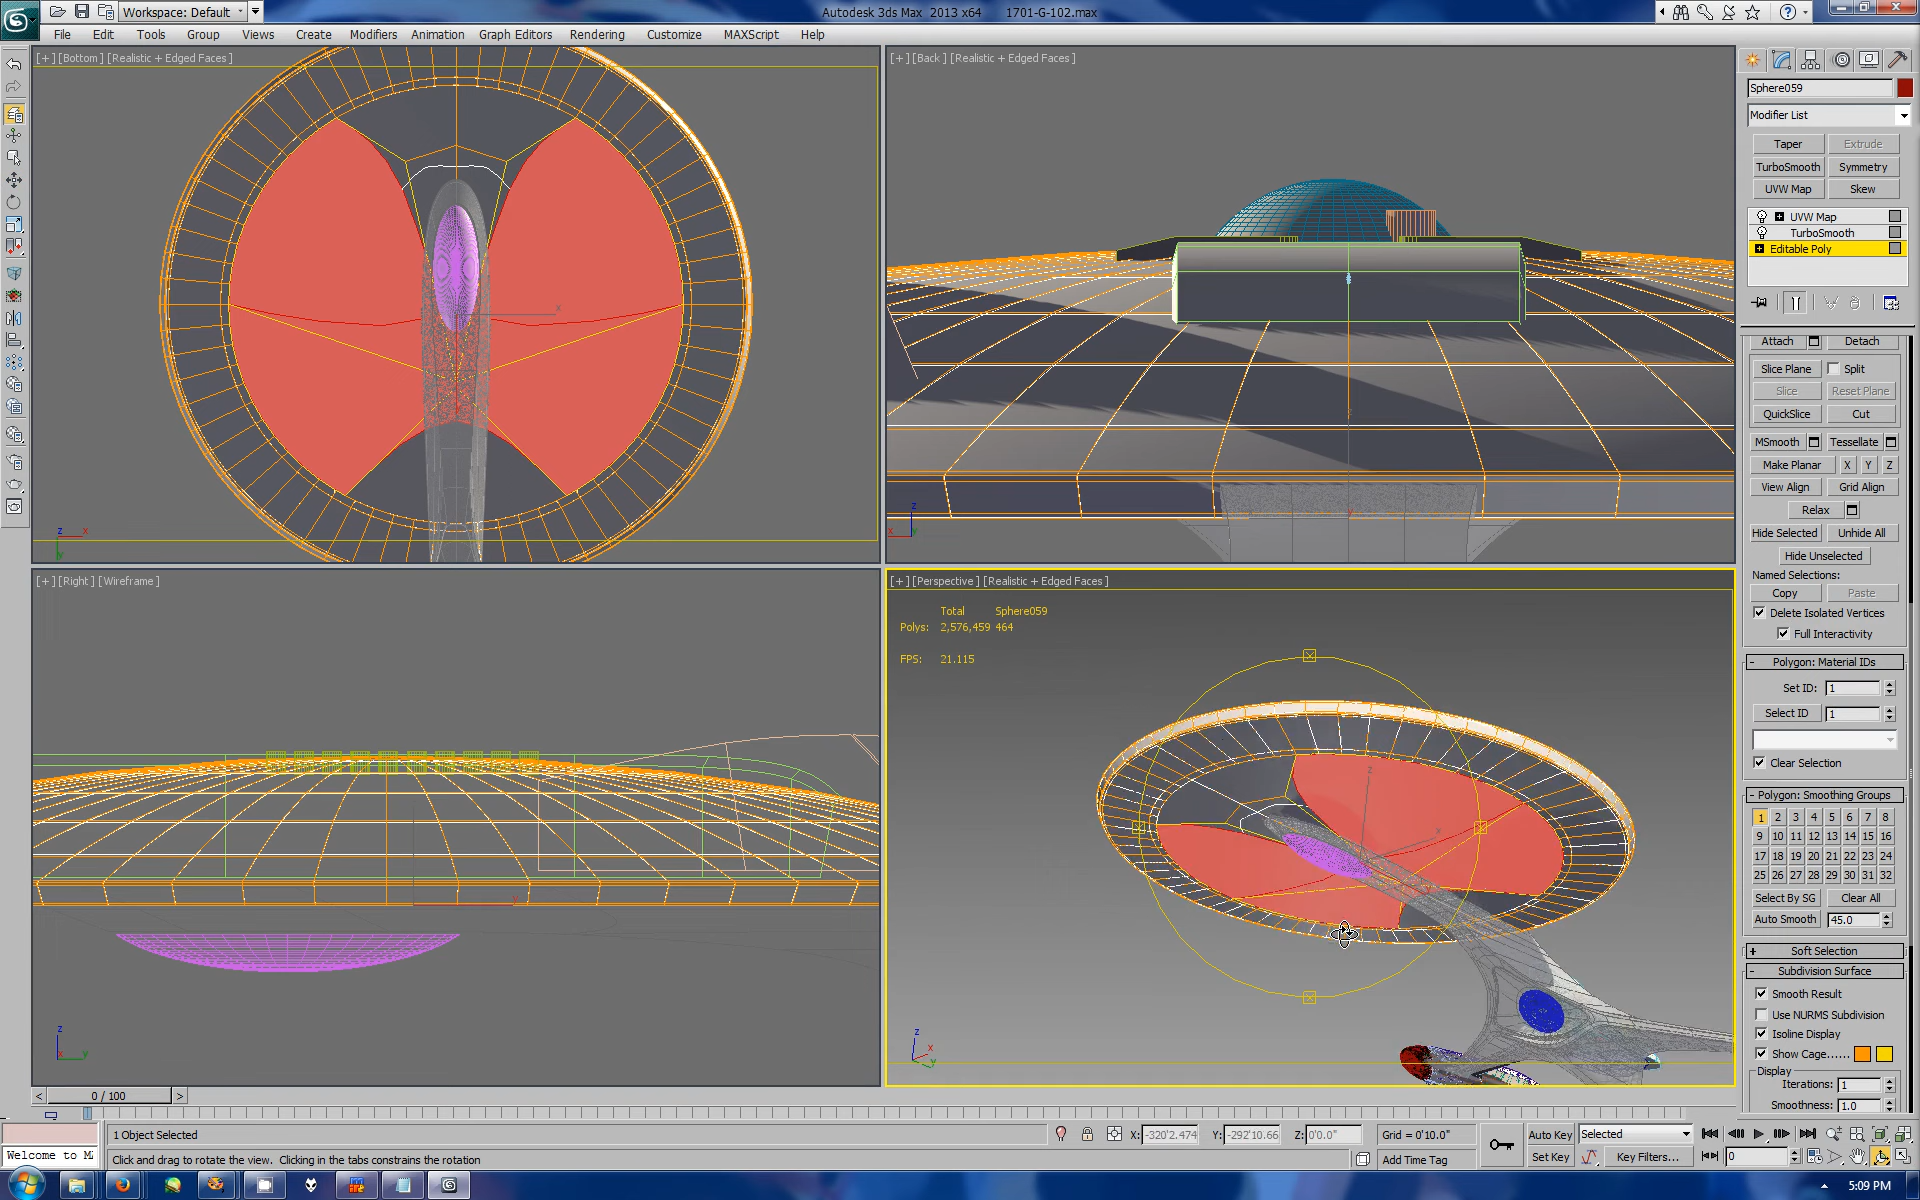 Workspace: Default
Autodesk 3ds Max 2013 x64 1701-G-102.max
File Edit Tools Group Views Create Modifiers Animation Graph Editors Rendering Customize MAXScript Help
[+][Bottom][Realistic + Edged Faces]
[+][Back][Realistic + Edged Faces]
[+][Right][Wireframe]
[+][Perspective][Realistic + Edged Faces]
Total Sphere059
Polys: 2,576,459 464
FPS: 21.115
Sphere059
Modifier List
Taper Extrude
TurboSmooth Symmetry
UVW Map Skew
UVW Map
TurboSmooth
Editable Poly
Attach Detach
Slice Plane Split
Slice Reset Plane
QuickSlice Cut
MSmooth Tessellate
Make Planar X Y Z
View Align Grid Align
Relax
Hide Selected Unhide All
Hide Unselected
Named Selections:
Copy Paste
Delete Isolated Vertices
Full Interactivity
- Polygon: Material IDs
Set ID: 1
Select ID 1
Clear Selection
- Polygon: Smoothing Groups
1 2 3 4 5 6 7 8
9 10 11 12 13 14 15 16
17 18 19 20 21 22 23 24
25 26 27 28 29 30 31 32
Select By SG Clear All
Auto Smooth 45.0
+ Soft Selection
- Subdivision Surface
Smooth Result
Use NURMS Subdivision
Isoline Display
Show Cage......
Display
Iterations: 1
Smoothness: 1.0
< 0 / 100 >
1 Object Selected
X: -320'2.474 Y: -292'10.66 Z: 0'0.0" Grid = 0'10.0"
Auto Key Selected
Welcome to M
Click and drag to rotate the view. Clicking in the tabs constrains the rotation
Add Time Tag
Set Key Key Filters... 0
5:09 PM